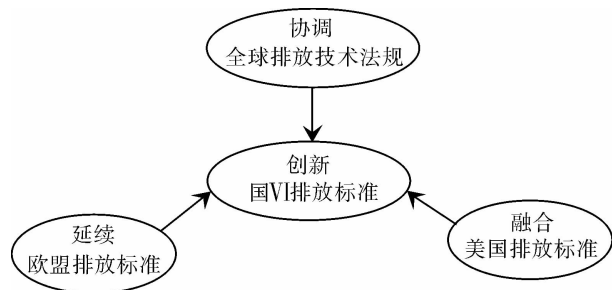 协调
全球排放技术法规
创新
国VI排放标准
延续
欧盟排放标准
融合
美国排放标准